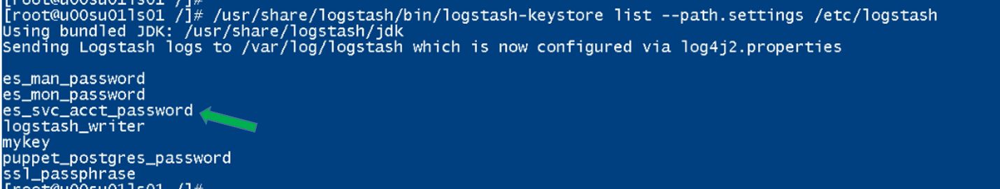 [root@u00su01ls01 /]#
[root@u00su01ls01 /]# /usr/share/logstash/bin/logstash-keystore list --path.settings /etc/logstash
Using bundled JDK: /usr/share/logstash/jdk
Sending Logstash logs to /var/log/logstash which is now configured via log4j2.properties
es_man_password
es_mon_password
es_svc_acct_password
logstash_writer
mykey
puppet_postgres_password
ssl_passphrase
[root@u00su01ls01 /]#